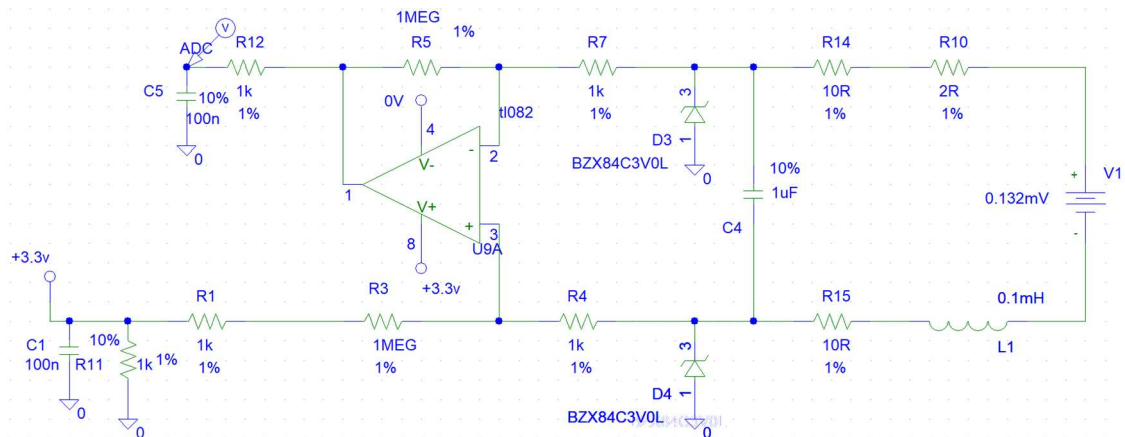 1MEG
V
ADC
R12
R5
1%
R7
R14
R10
C5
10%
100n
1k
1%
0V
tl082
1k
1%
3
10R
1%
2R
1%
0
4
V-
-
2
D3
1
BZX84C3V0L
0
10%
1uF
C4
+
V1
0.132mV
-
1
V+
+
3
U9A
8
+3.3v
+3.3v
R1
R3
R4
R15
0.1mH
L1
C1
100n
10%
R11
1k
1%
1k
1%
1MEG
1%
1k
1%
3
D4
1
BZX84C3V0L
0
10R
1%
0
0